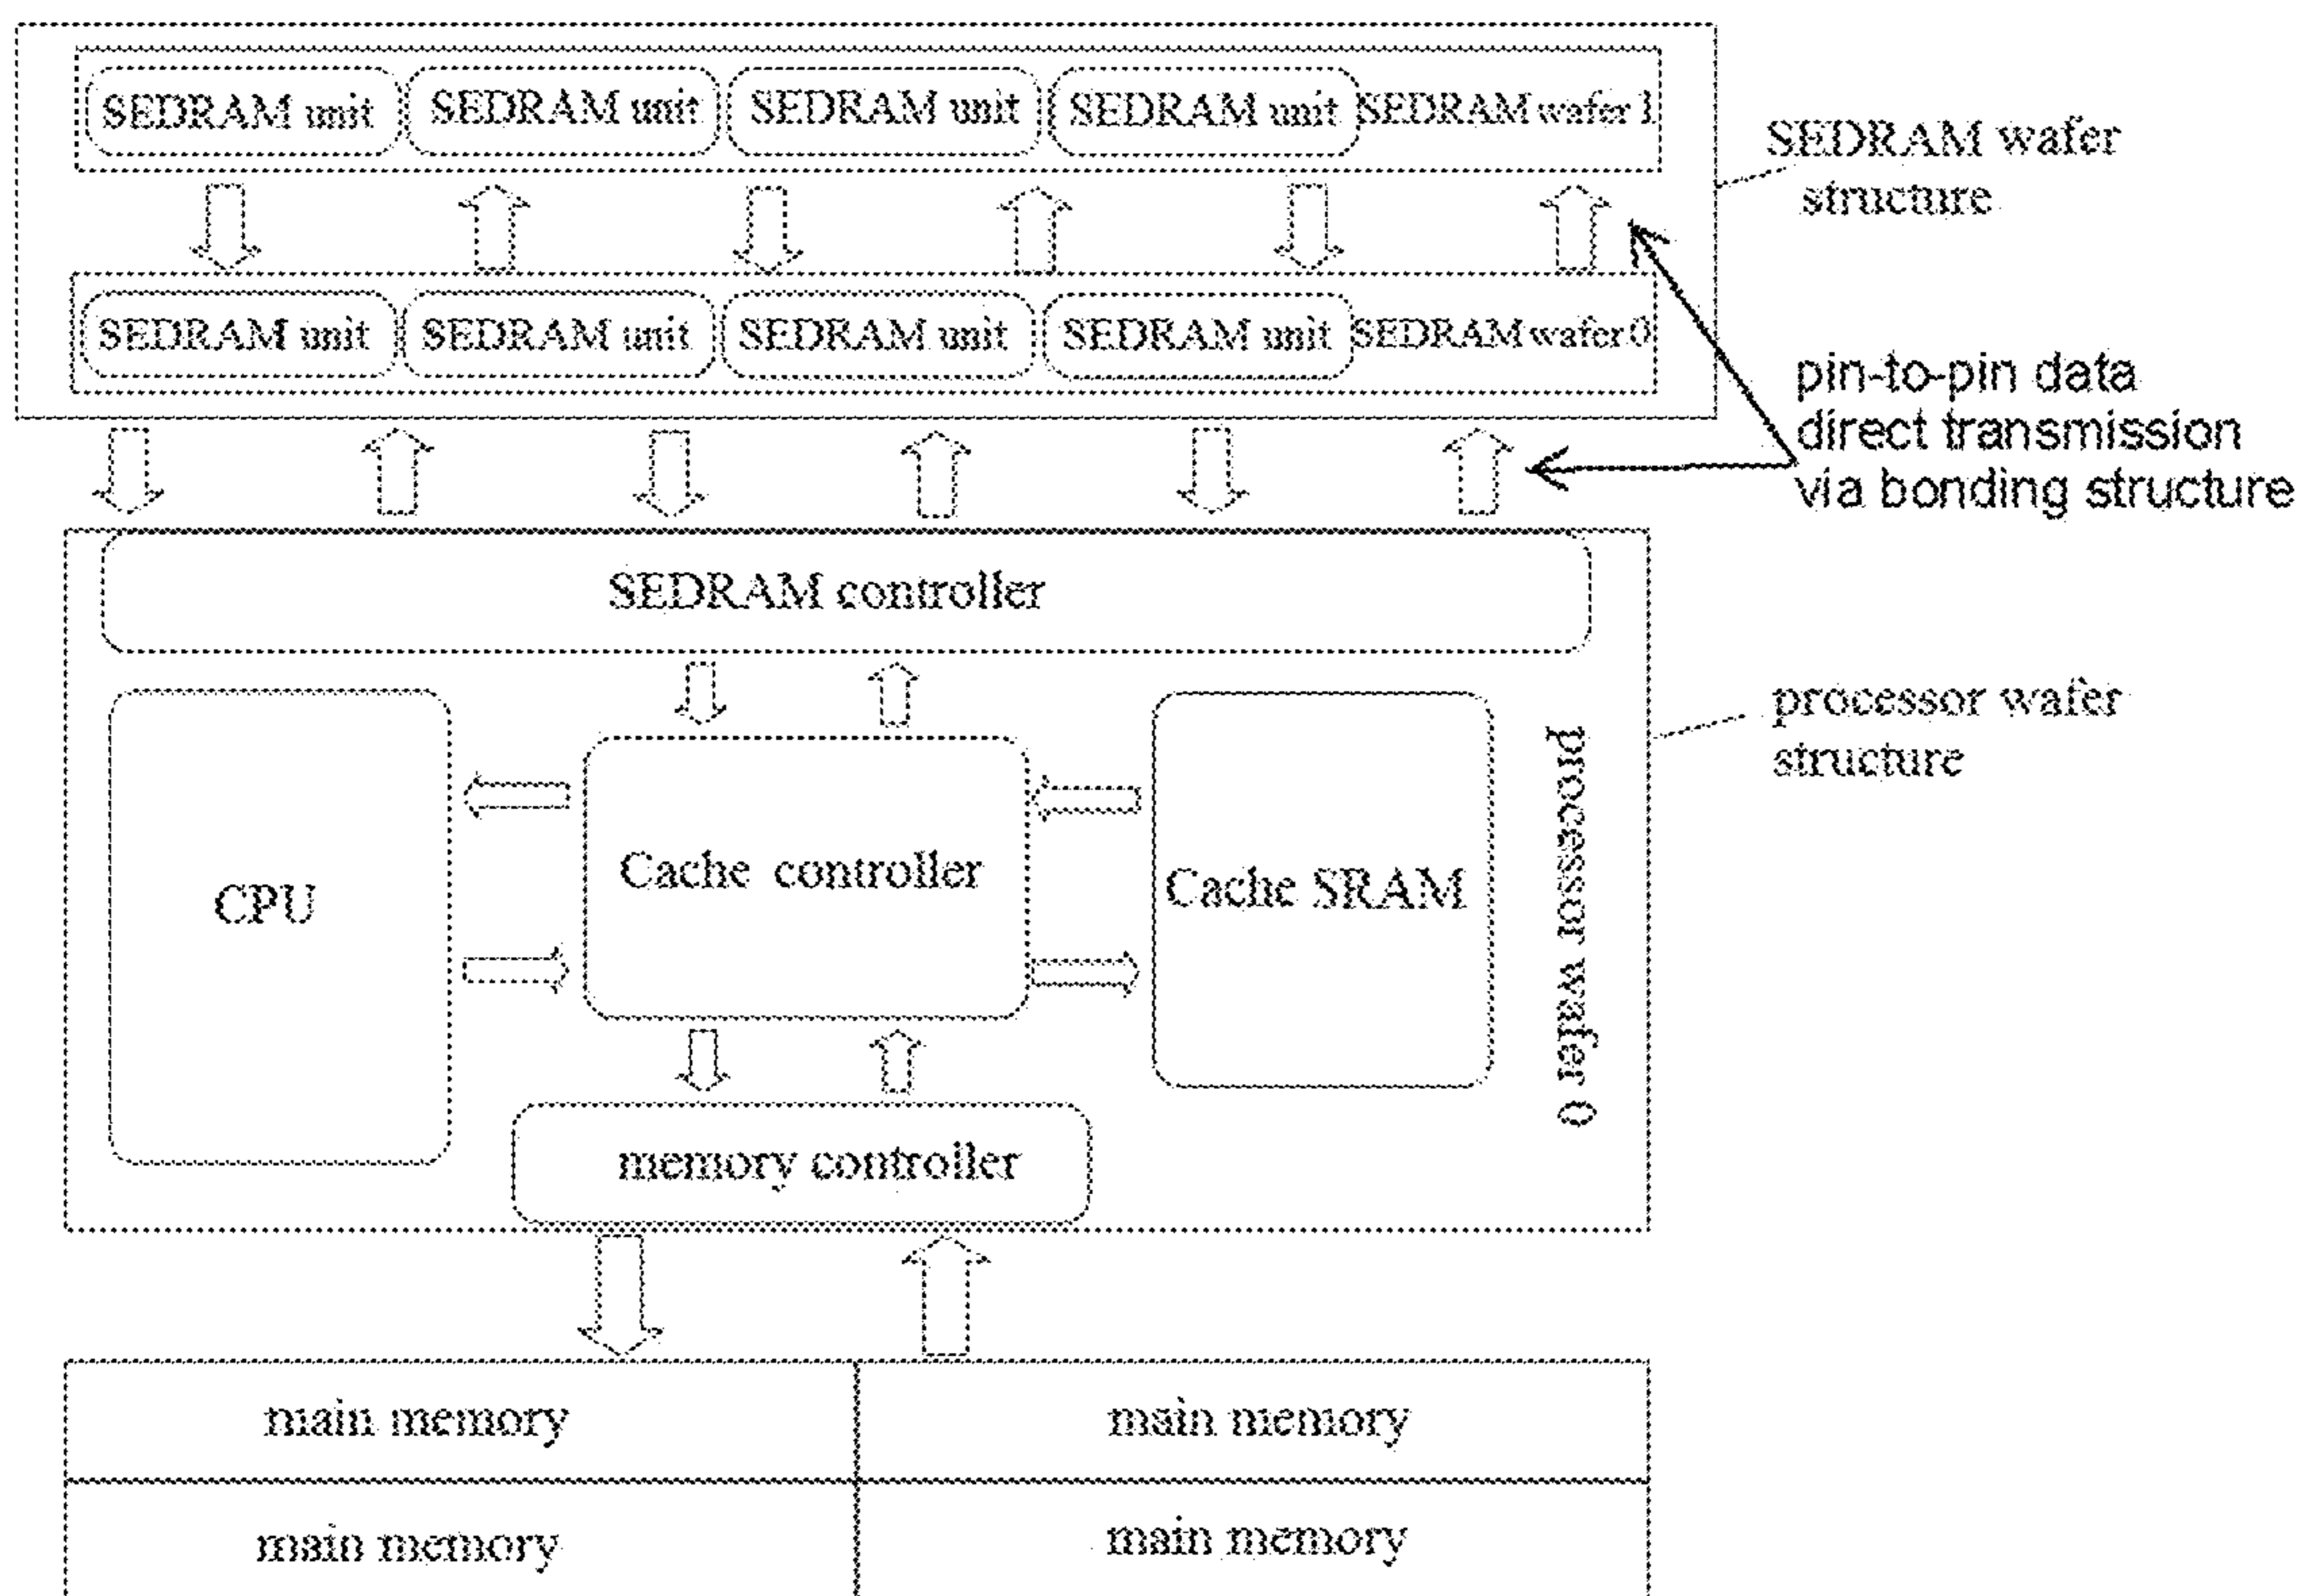 SEDRAM unit SEDRAM unit SEDRAM unit SEDRAM unit SEDRAM wafer 1
SEDRAM wafer
structure
SEDRAM unit SEDRAM unit SEDRAM unit SEDRAM unit SEDRAM wafer 0
pin-to-pin data
direct transmission
via bonding structure
SEDRAM controller
processor wafer
structure
CPU
Cache controller
Cache SRAM
processor wafer 0
memory controller
main memory main memory
main memory main memory